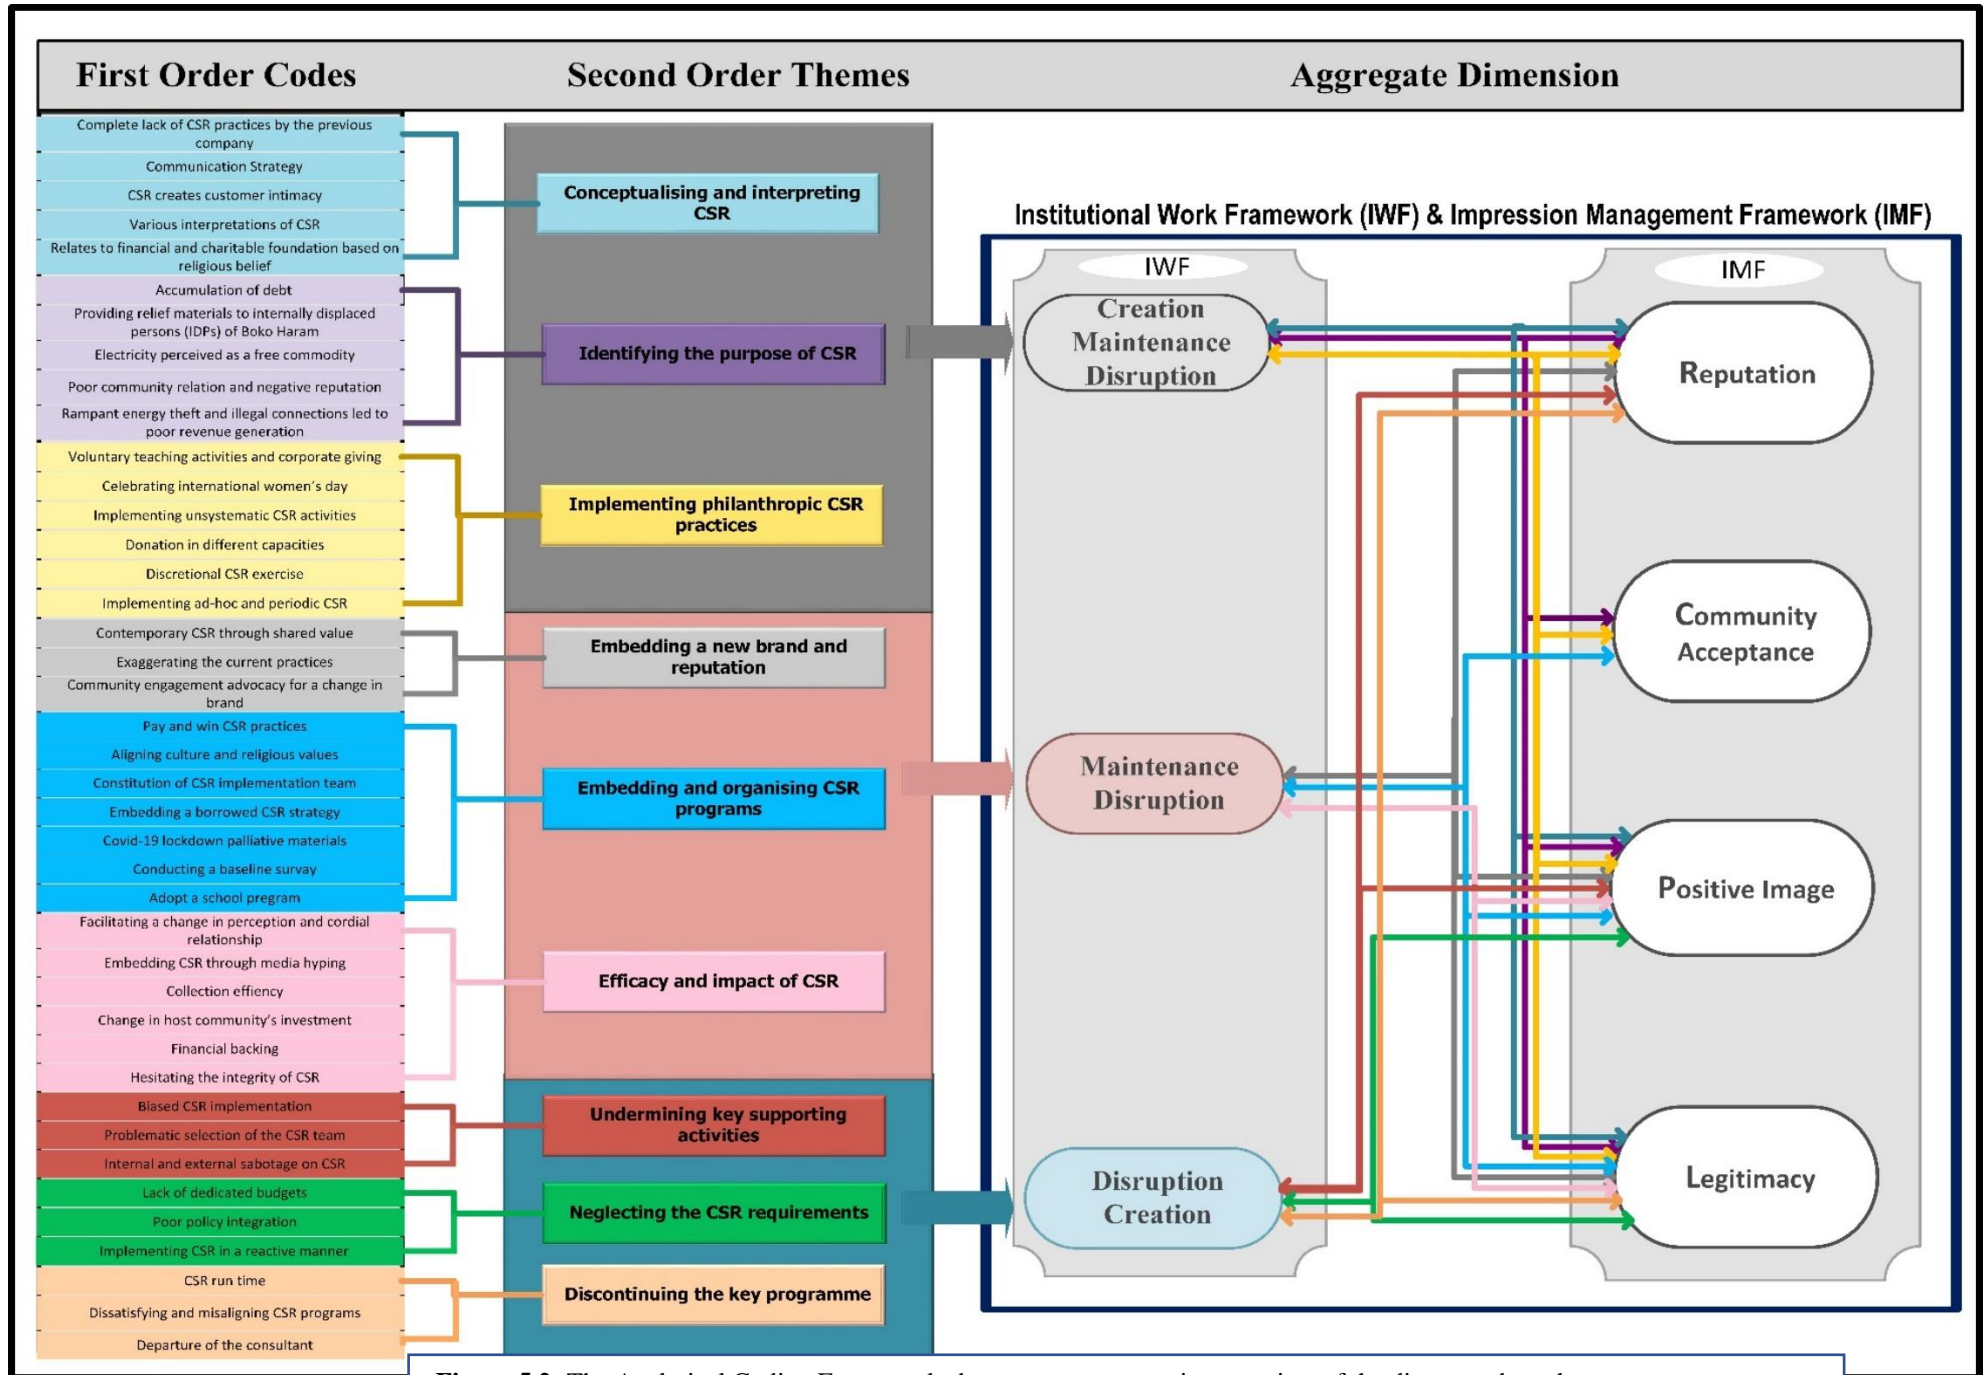 First Order Codes
Second Order Themes
Aggregate Dimension
Complete lack of CSR practices by the previous
company
Communication Strategy
CSR creates customer intimacy
Various interpretations of CSR
Relates to financial and charitable foundation based on
religious belief
Accumulation of debt
Providing relief materials to internally displaced
persons (IDPs) of Boko Haram
Electricity perceived as a free commodity
Poor community relation and negative reputation
Rampant energy theft and illegal connections led to
poor revenue generation
Voluntary teaching activities and corporate giving
Celebrating international women's day
Implementing unsystematic CSR activities
Donation in different capacities
Discretional CSR exercise
Implementing ad-hoc and periodic CSR
Contemporary CSR through shared value
Exaggerating the current practices
Community engagement advocacy for a change in
brand
Pay and win CSR practices
Aligning culture and religious values
Constitution of CSR implementation team
Embedding a borrowed CSR strategy
Covid-19 lockdown palliative materials
Conducting a baseline survay
Adopt a school pregram
Facilitating a change in perception and cordial
relationship
Embedding CSR through media hyping
Collection effiency
Change in host community's investment
Financial backing
Hesitating the integrity of CSR
Biased CSR implementation
Problematic selection of the CSR team
Internal and external sabotage on CSR
Lack of dedicated budgets
Poor policy integration
Implementing CSR in a reactive manner
CSR run time
Dissatisfying and misaligning CSR programs
Departure of the consultant
Conceptualising and interpreting
CSR
Identifying the purpose of CSR
Implementing philanthropic CSR
practices
Embedding a new brand and
reputation
Embedding and organising CSR
programs
Efficacy and impact of CSR
Undermining key supporting
activities
Neglecting the CSR requirements
Discontinuing the key programme
Institutional Work Framework (IWF) & Impression Management Framework (IMF)
IWF
Creation
Maintenance
Disruption
Maintenance
Disruption
Disruption
Creation
IMF
Reputation
Community
Acceptance
Positive Image
Legitimacy